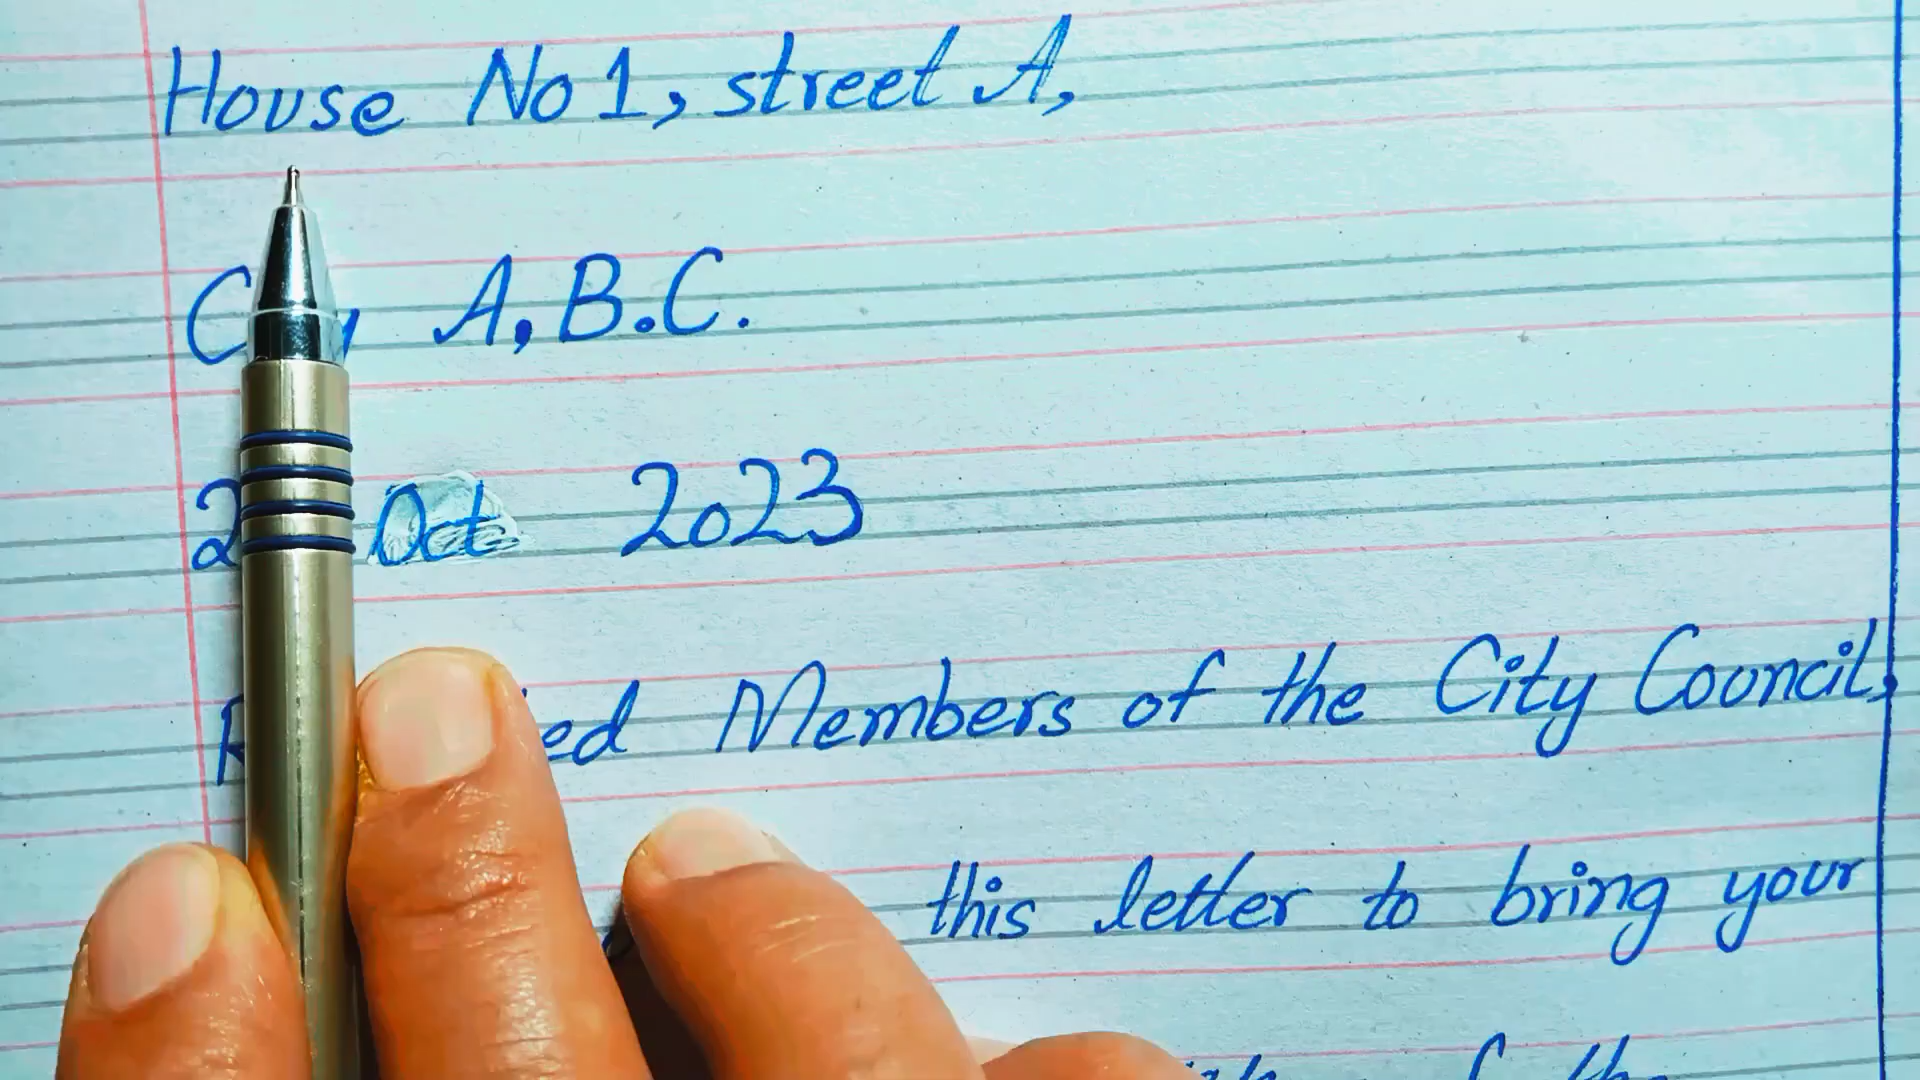 House No 1, street A,
A, B.C.
Oct 2023
Members of the City Council,
this letter to bring your